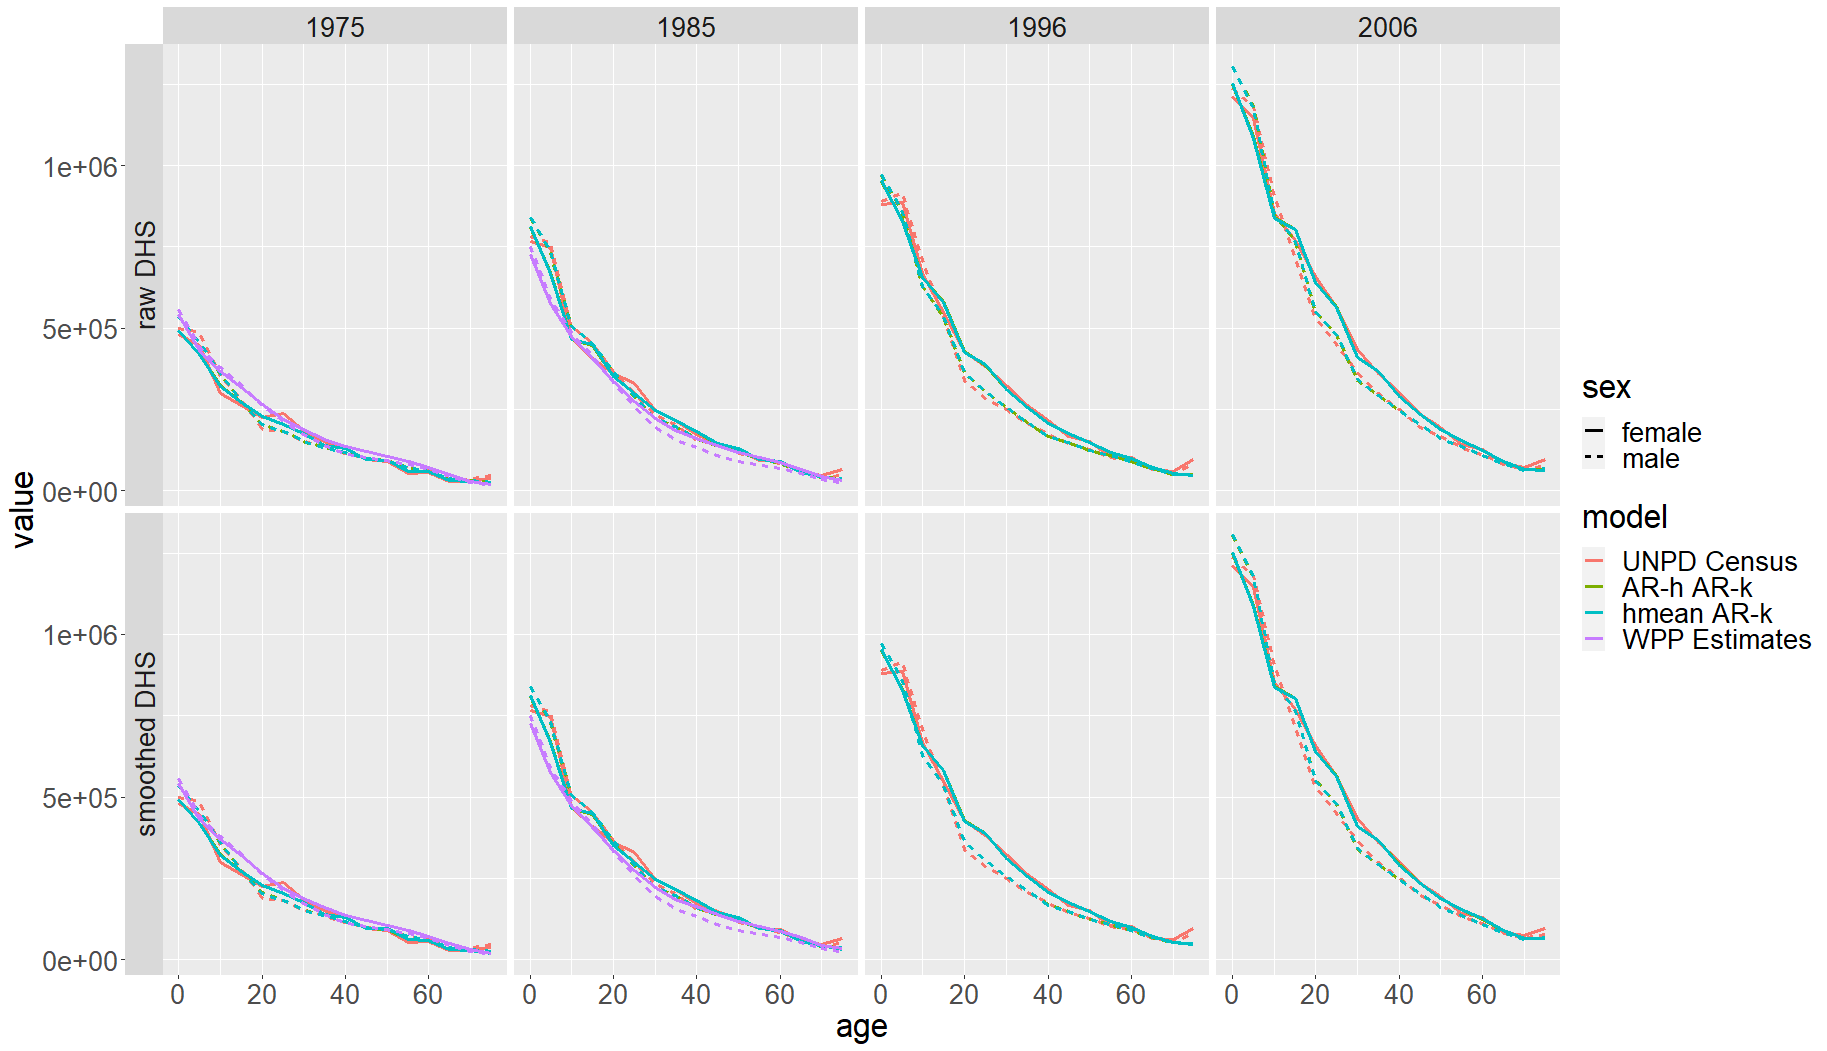 1975 1985 1996 2006
value
raw DHS
1e+06
5e+05
0e+00
smoothed DHS
1e+06
5e+05
0e+00
0 20 40 60 0 20 40 60 0 20 40 60 0 20 40 60
age
sex
female
male
model
UNPD Census
AR-h AR-k
hmean AR-k
WPP Estimates